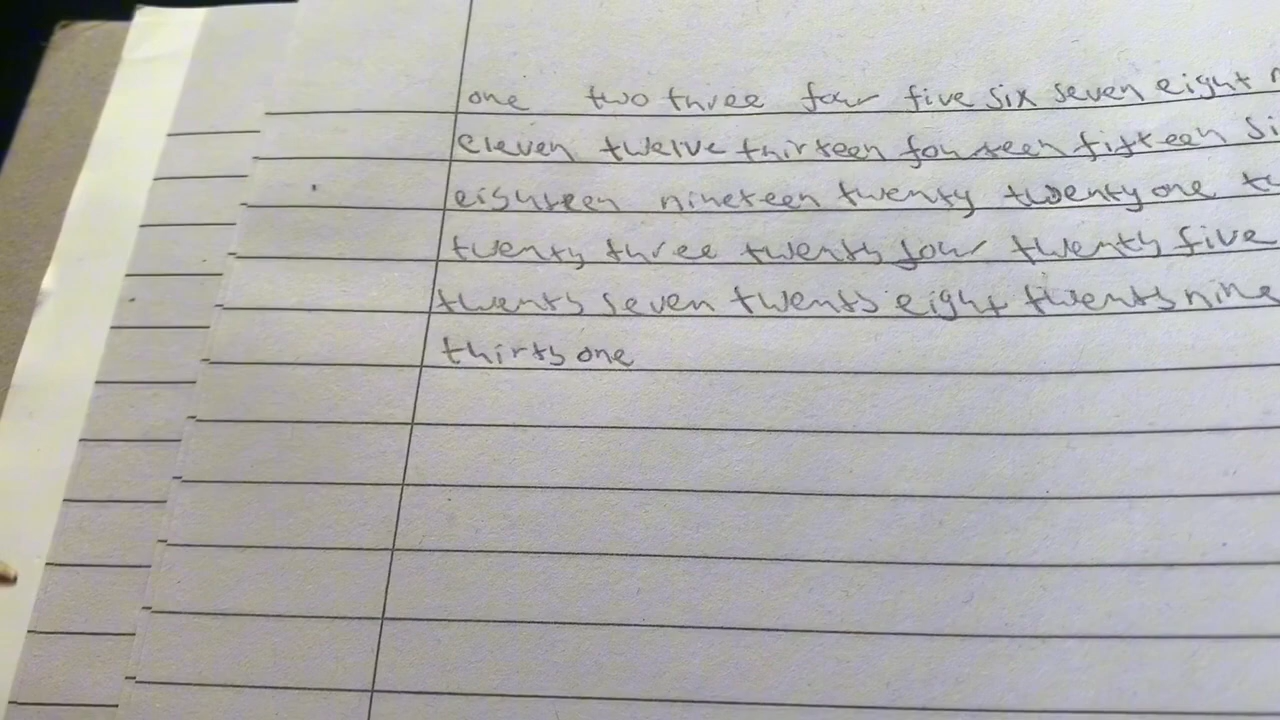 one two three four five six seven eight
eleven twelve thirteen fourteen fifteen
eighteen nineteen twenty twenty one
twenty three twenty four twenty five
twenty seven twenty eight twenty nine
thirty one